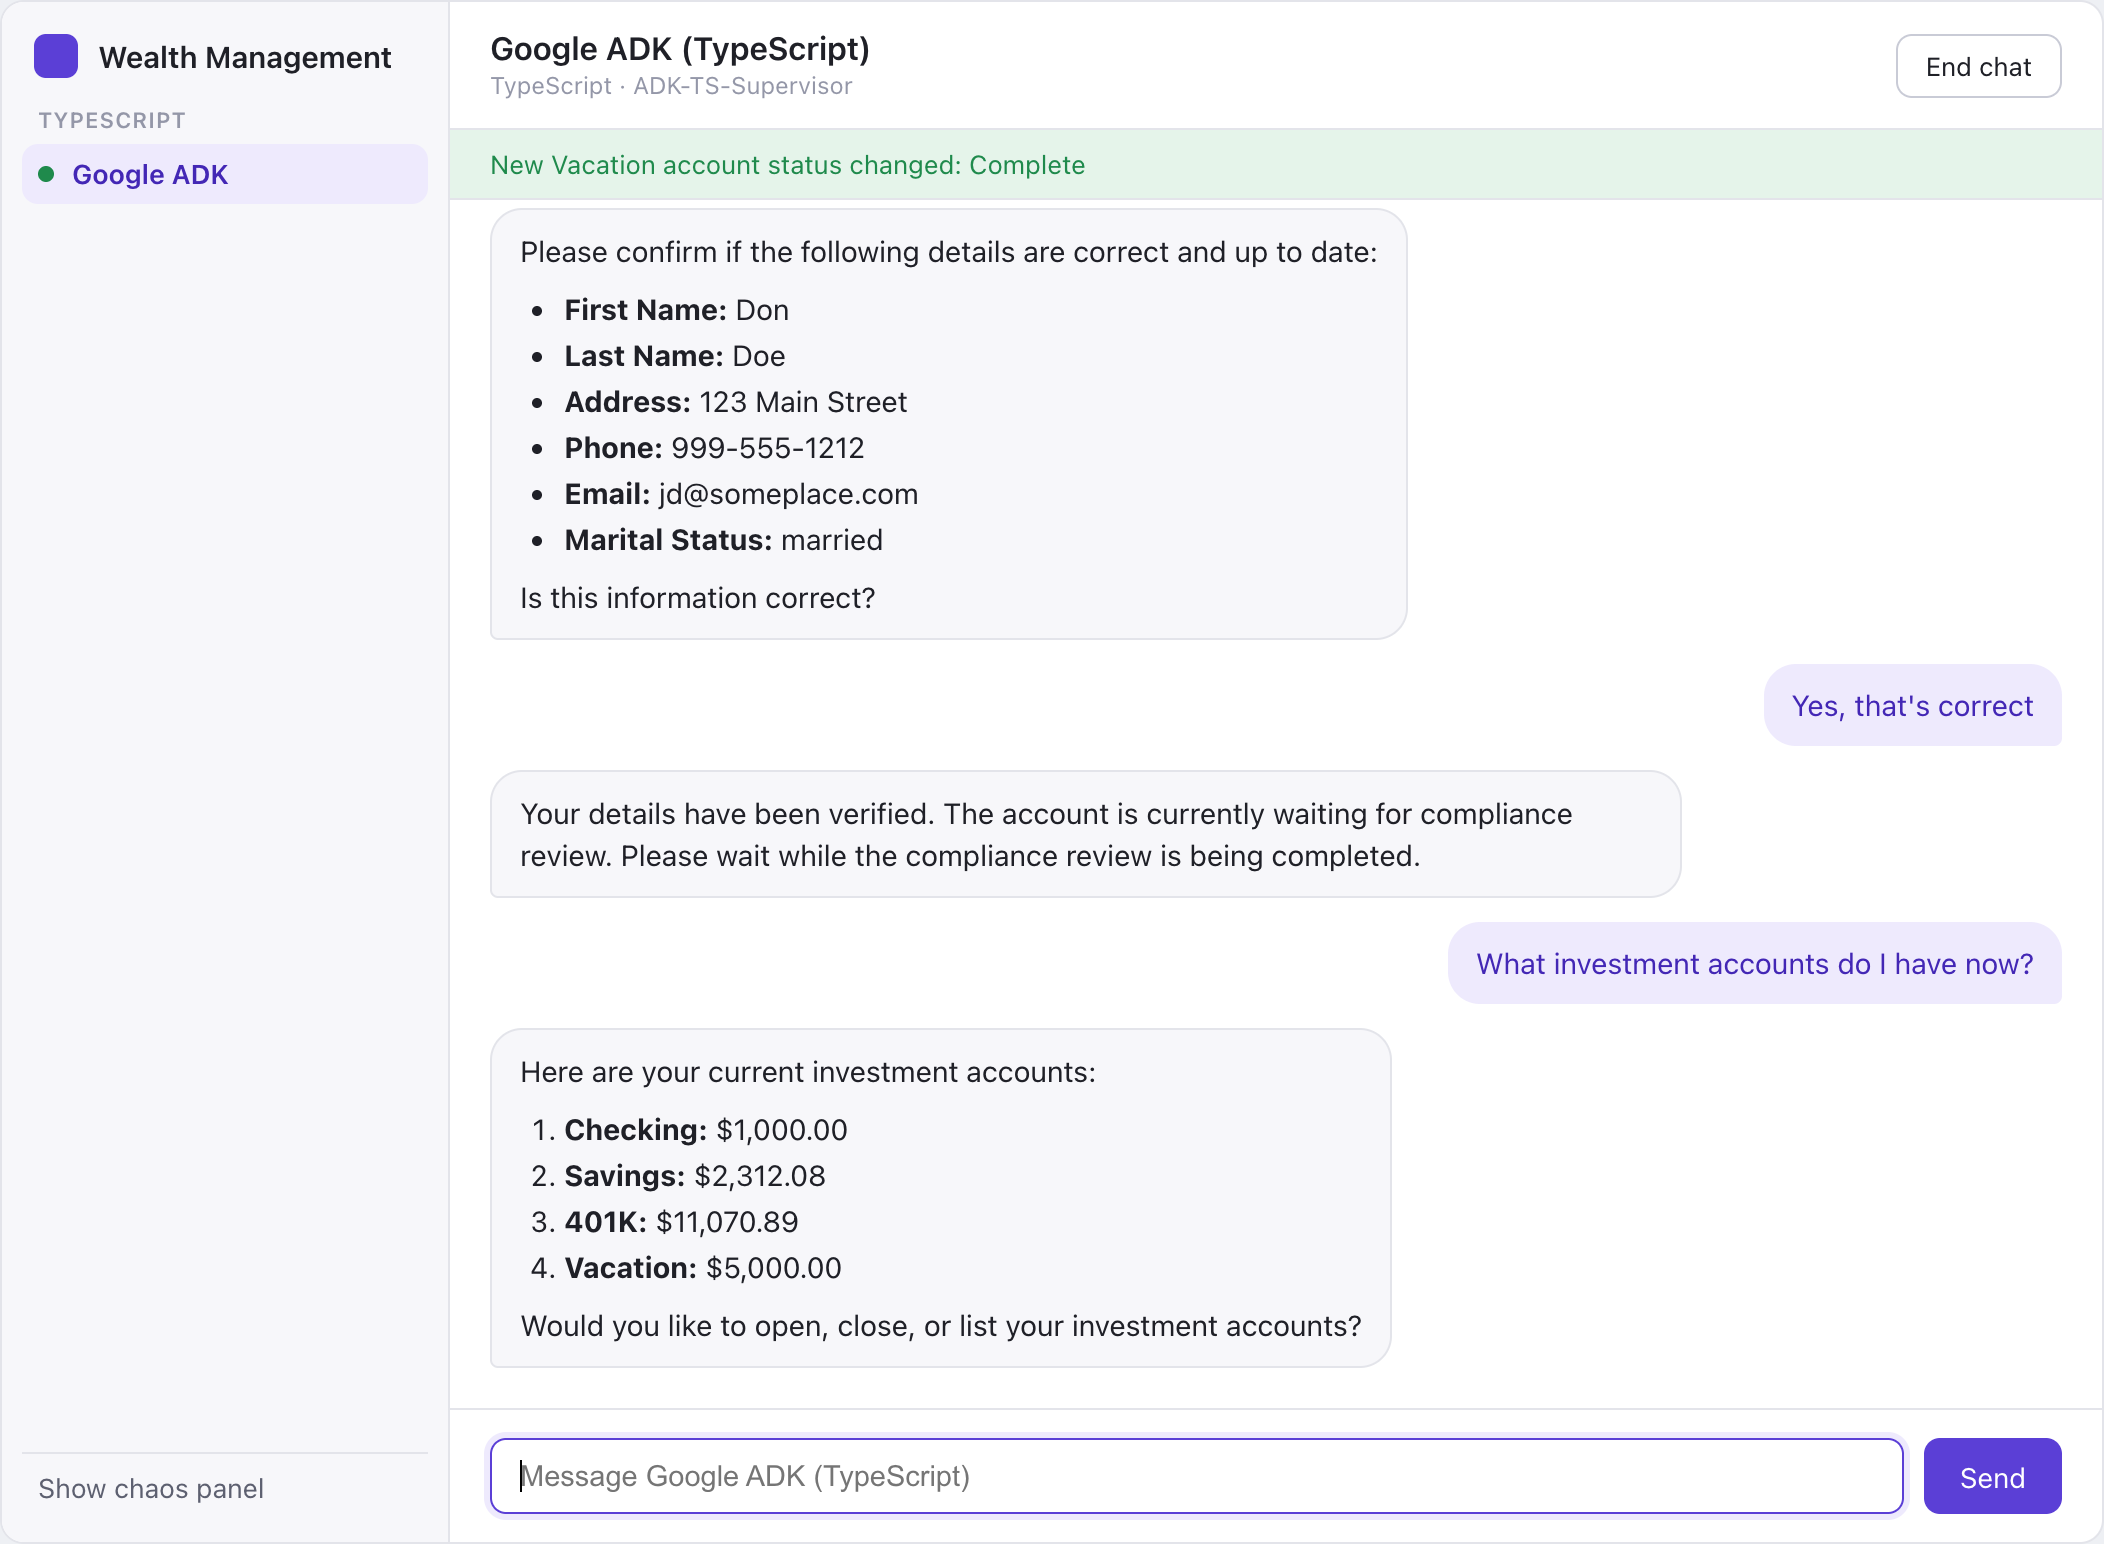 Wealth Management
TYPESCRIPT
Google ADK
Show chaos panel
Google ADK (TypeScript)
TypeScript · ADK-TS-Supervisor
End chat
New Vacation account status changed: Complete
Please confirm if the following details are correct and up to date:
• First Name: Don
• Last Name: Doe
• Address: 123 Main Street
• Phone: 999-555-1212
• Email: jd@someplace.com
• Marital Status: married
Is this information correct?
Yes, that's correct
Your details have been verified. The account is currently waiting for compliance
review. Please wait while the compliance review is being completed.
What investment accounts do I have now?
Here are your current investment accounts:
1. Checking: $1,000.00
2. Savings: $2,312.08
3. 401K: $11,070.89
4. Vacation: $5,000.00
Would you like to open, close, or list your investment accounts?
Message Google ADK (TypeScript)
Send